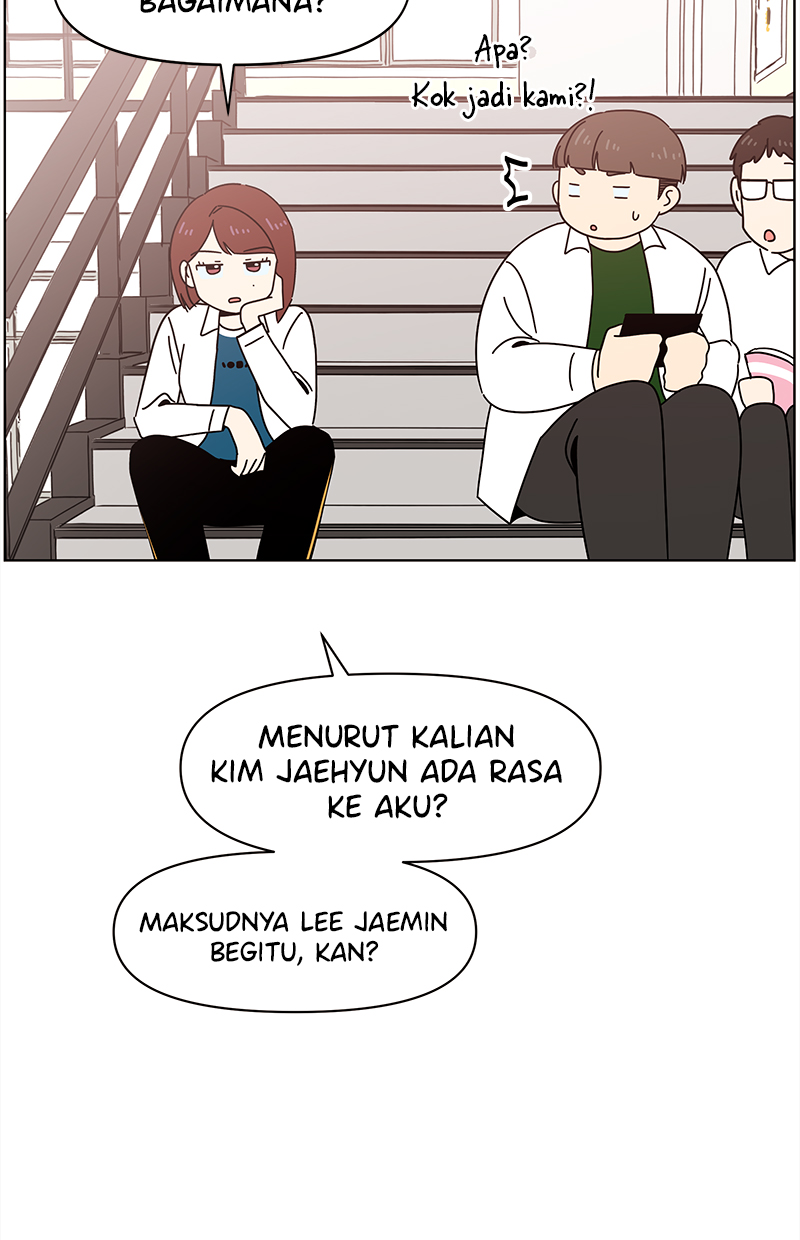 BAGAIMANA?
Apa?
Kok jadi kami?!
MENURUT KALIAN
KIM JAEHYUN ADA RASA
KE AKU?
MAKSUDNYA LEE JAEMIN
BEGITU, KAN?